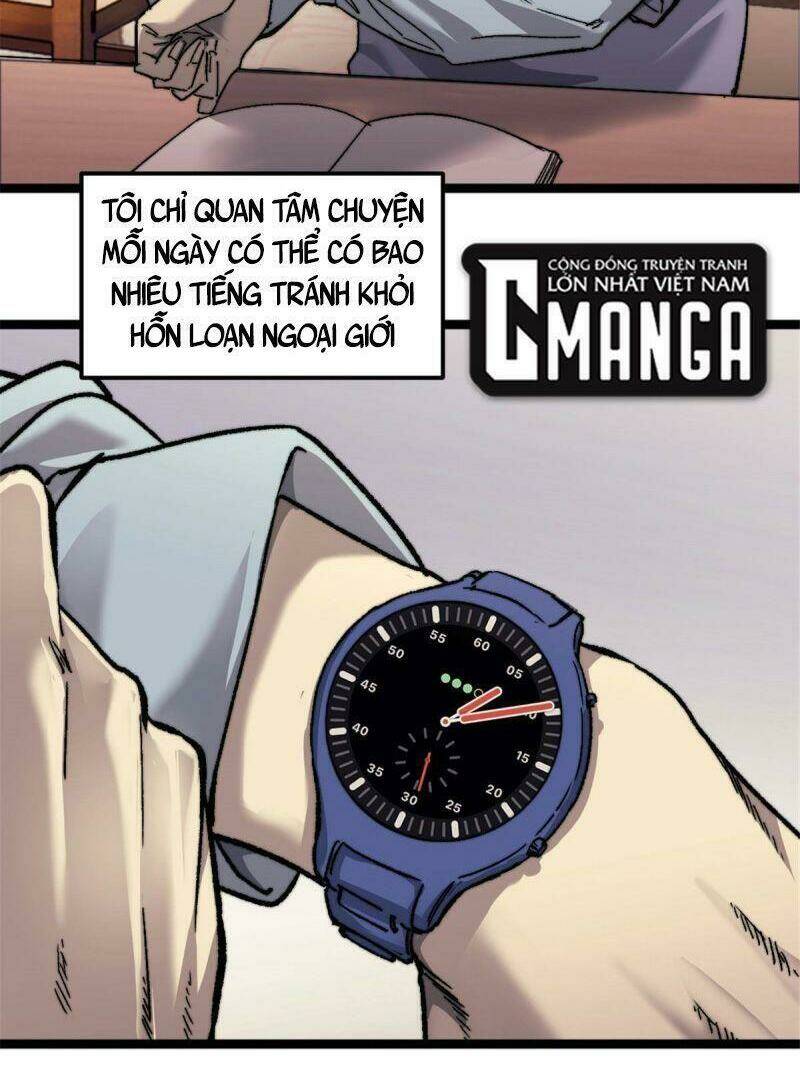 TÔI CHỈ QUAN TÂM CHUYỆN
MỖI NGÀY CÓ THỂ CÓ BAO
NHIÊU TIẾNG TRÁNH KHỎI
HỖN LOẠN NGOẠI GIỚI
CỘNG ĐỒNG TRUYỆN TRANH
LỚN NHẤT VIỆT NAM
CMANGA
60
05
15
20
25
30
35
40
45
50
55